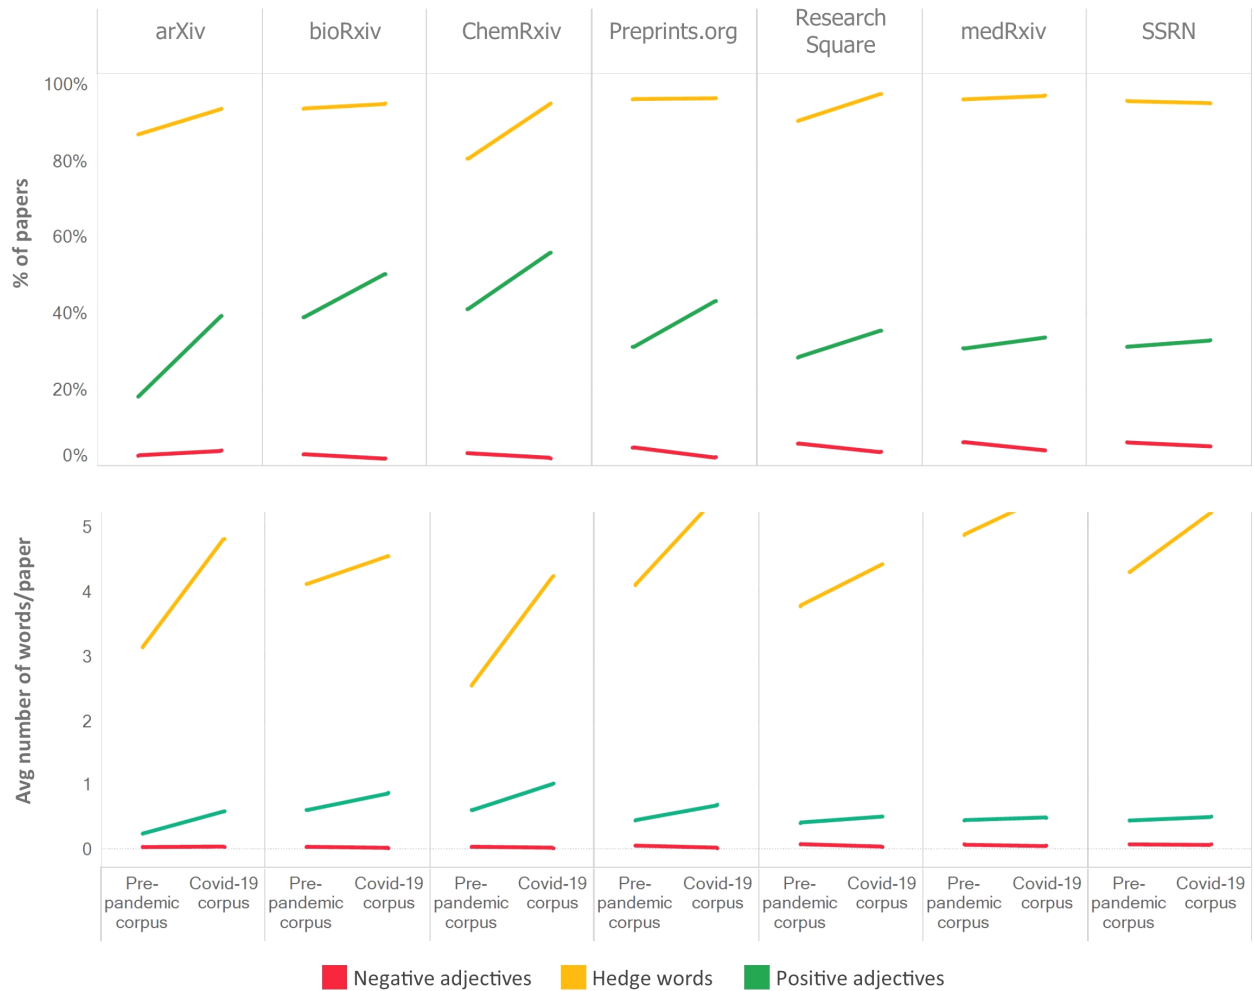 arXiv
bioRxiv
ChemRxiv
Preprints.org
Research
Square
medRxiv
SSRN
% of papers
100%
80%
60%
40%
20%
0%
Avg number of words/paper
5
4
3
2
1
0
Pre-
pandemic
corpus
Covid-19
corpus
Pre-
pandemic
corpus
Covid-19
corpus
Pre-
pandemic
corpus
Covid-19
corpus
Pre-
pandemic
corpus
Covid-19
corpus
Pre-
pandemic
corpus
Covid-19
corpus
Pre-
pandemic
corpus
Covid-19
corpus
Pre-
pandemic
corpus
Covid-19
corpus
Negative adjectives
Hedge words
Positive adjectives